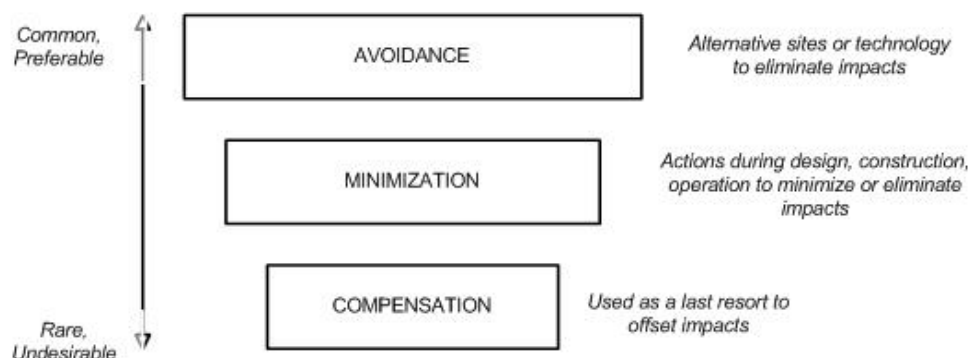 Common,
Preferable
AVOIDANCE
Alternative sites or technology
to eliminate impacts
MINIMIZATION
Actions during design, construction,
operation to minimize or eliminate
impacts
COMPENSATION
Used as a last resort to
offset impacts
Rare,
Undesirable